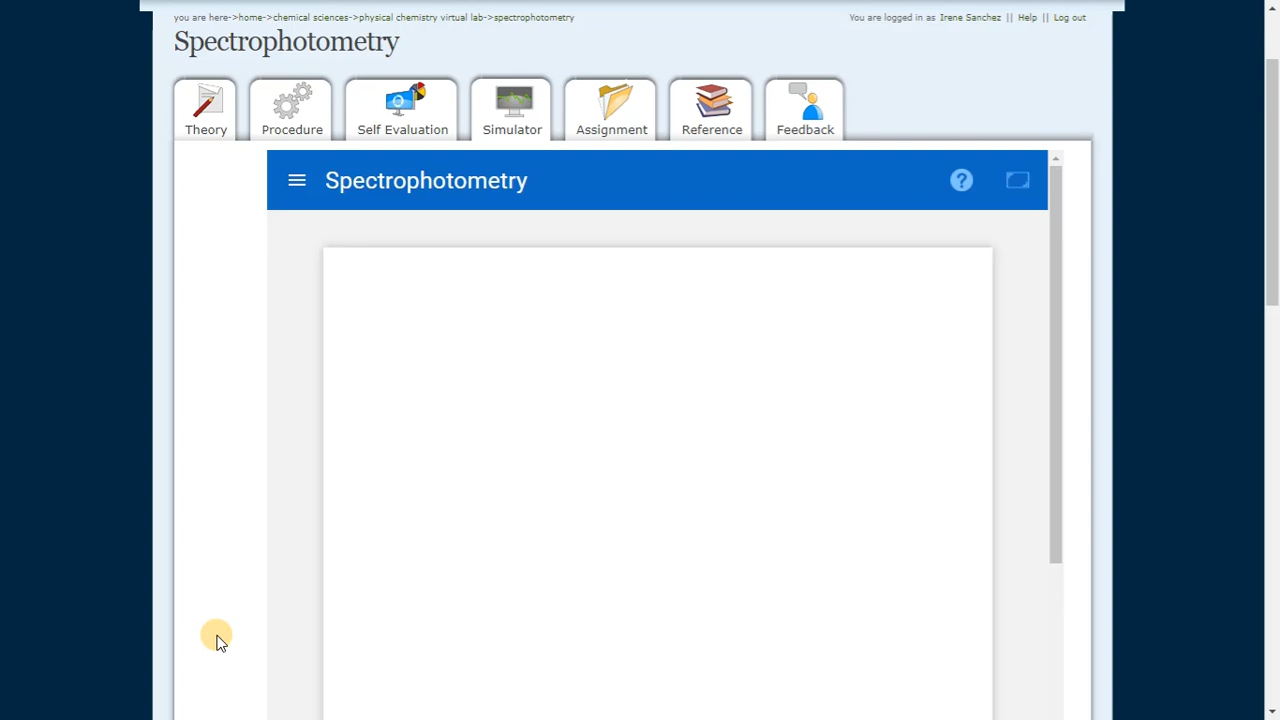 you are here->home->chemical sciences->physical chemistry virtual lab->spectrophotometry
You are logged in as Irene Sanchez || Help || Log out
Spectrophotometry
Theory
Procedure
Self Evaluation
Simulator
Assignment
Reference
Feedback
Spectrophotometry
?